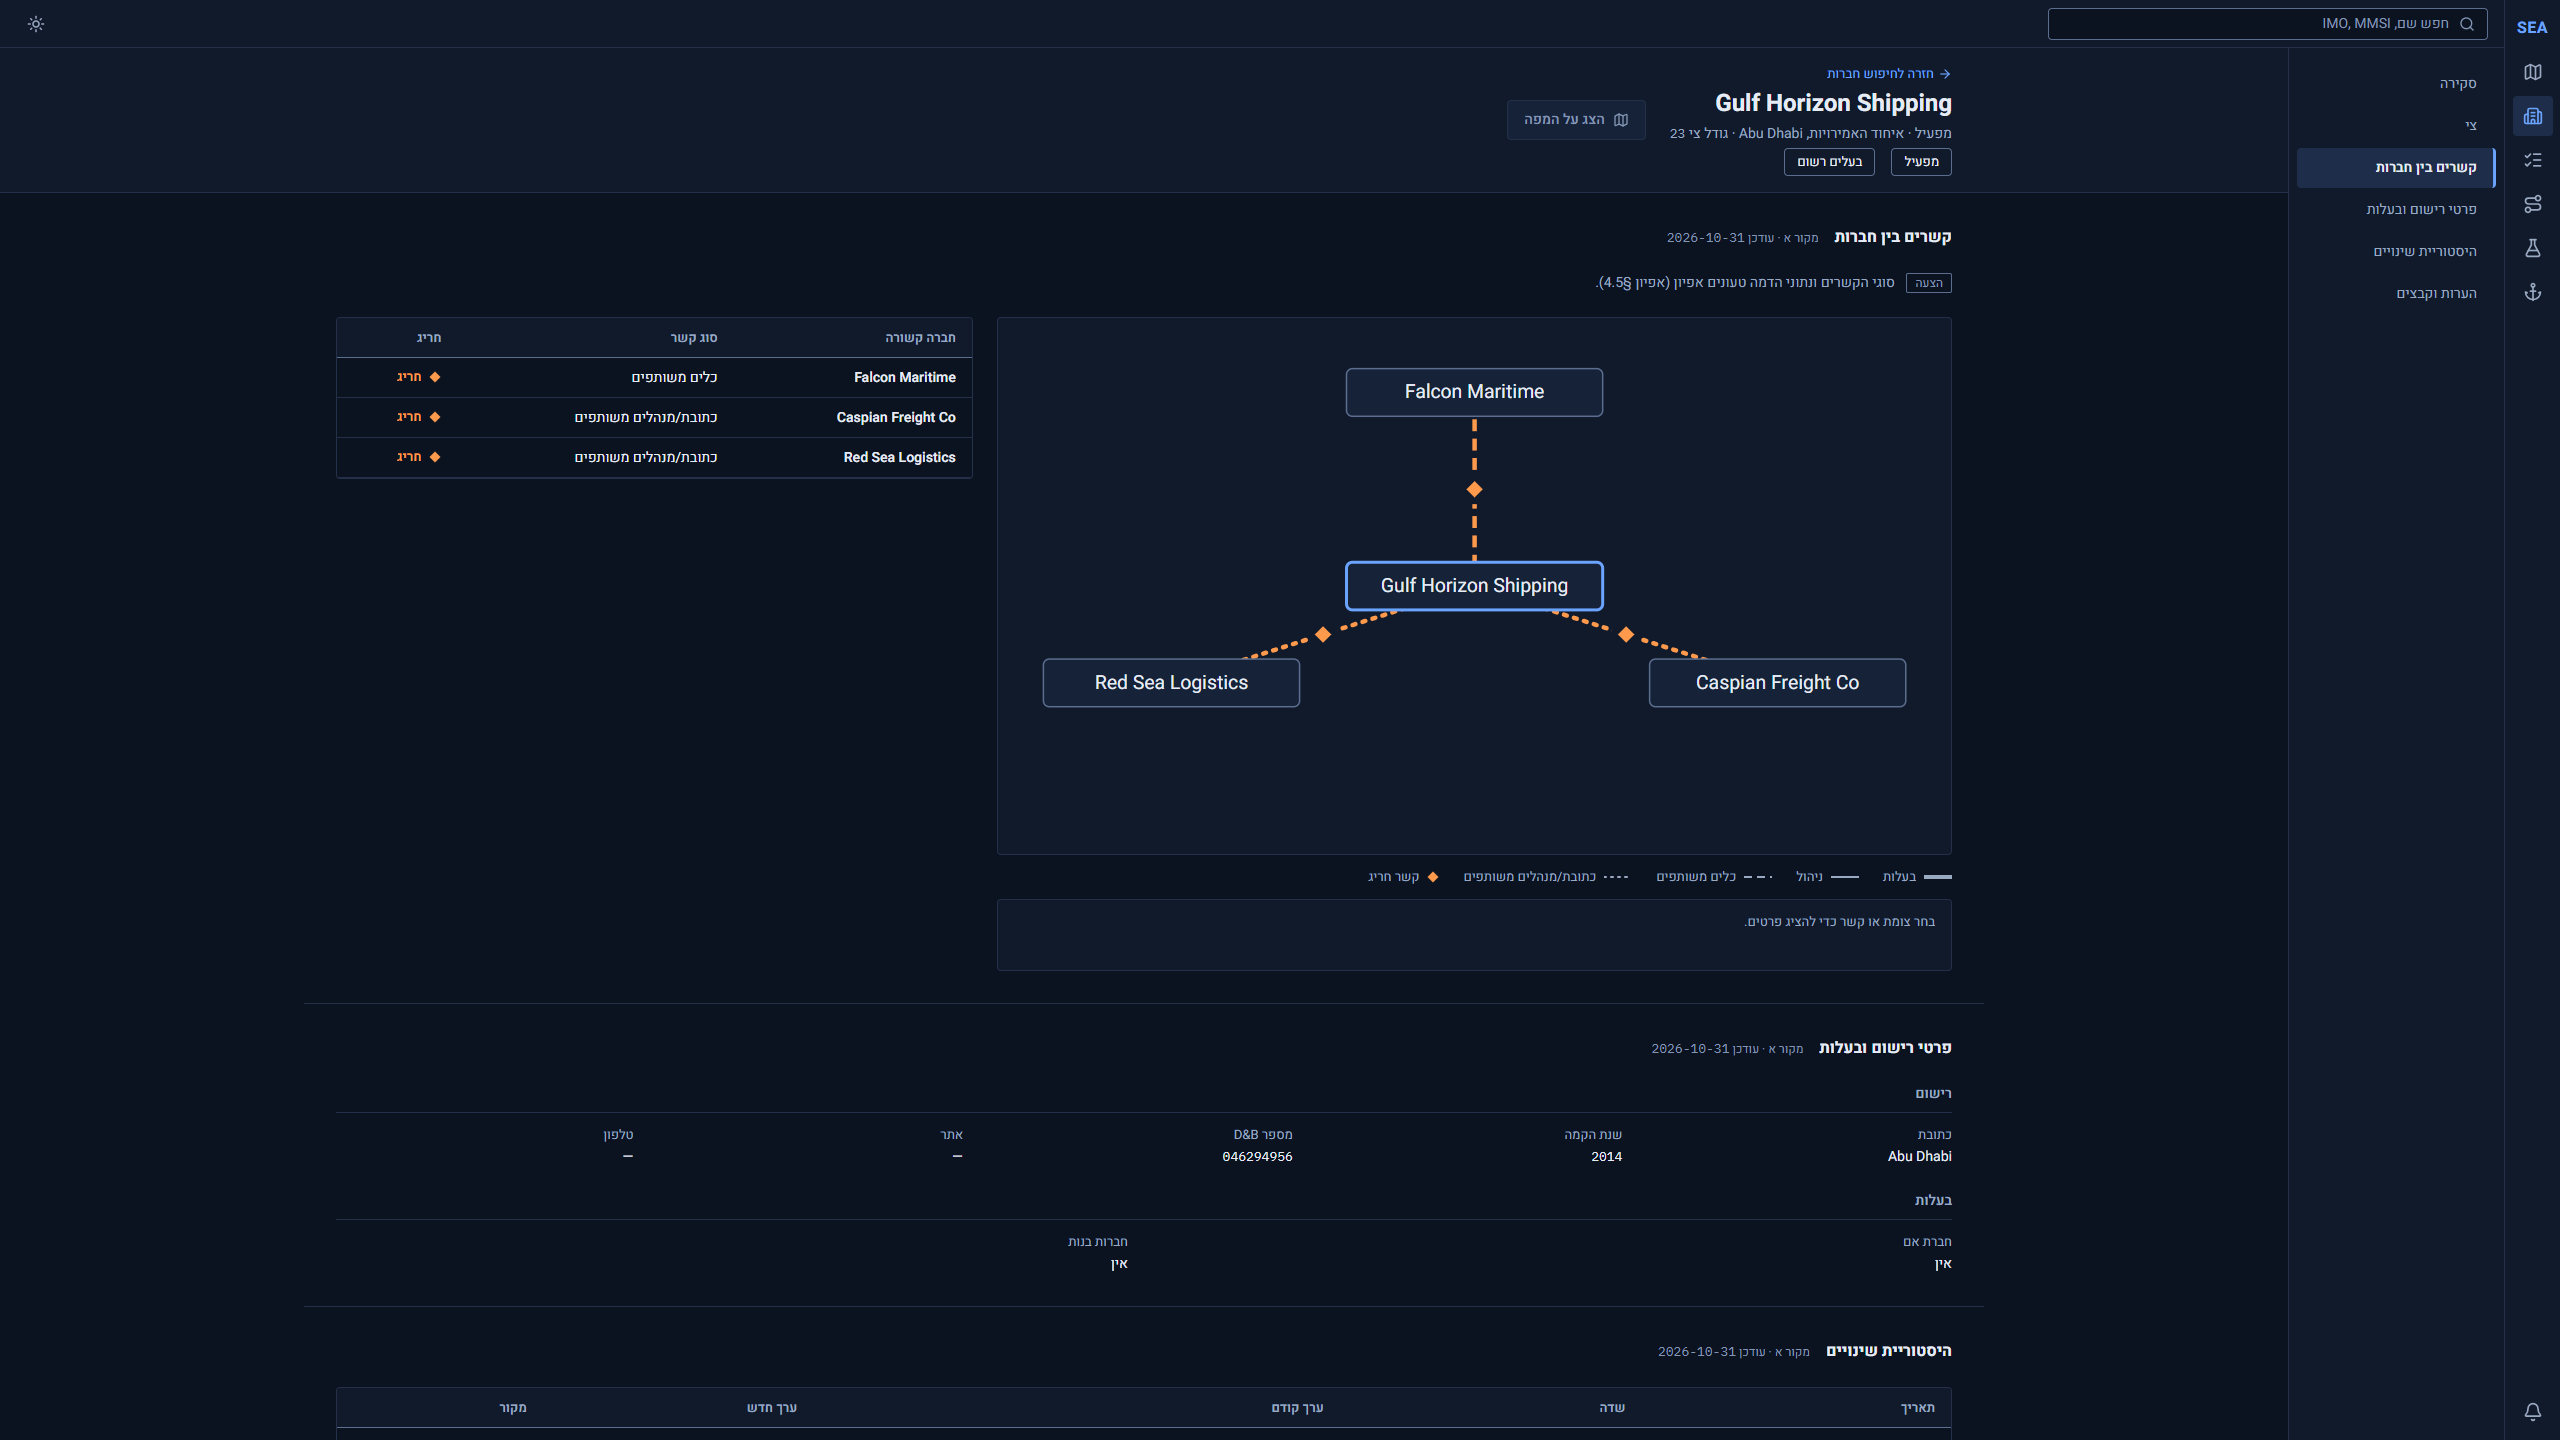 SEA
חפש שם, IMO, MMSI
סקירה
צי
קשרים בין חברות
פרטי רישום ובעלות
היסטוריית שינויים
הערות וקבצים
חזרה לחיפוש חברות
Gulf Horizon Shipping
מפעיל · איחוד האמירויות, Abu Dhabi · גודל צי 23
מפעיל
בעלים רשום
הצג על המפה
קשרים בין חברות
מקור א · עודכן 2026-10-31
הצעה
סוגי הקשרים ונתוני הדמה טעונים אפיון (אפיון §4.5).
Falcon Maritime
Gulf Horizon Shipping
Caspian Freight Co
Red Sea Logistics
בעלות
ניהול
כלים משותפים
כתובת/מנהלים משותפים
קשר חריג
בחר צומת או קשר כדי להציג פרטים.
חברה קשורה סוג קשר חריג
Falcon Maritime כלים משותפים חריג
Caspian Freight Co כתובת/מנהלים משותפים חריג
Red Sea Logistics כתובת/מנהלים משותפים חריג
פרטי רישום ובעלות
מקור א · עודכן 2026-10-31
רישום
כתובת שנת הקמה מספר D&B אתר טלפון
Abu Dhabi 2014 046294956 — —
בעלות
חברת אם חברות בנות
אין אין
היסטוריית שינויים
מקור א · עודכן 2026-10-31
תאריך שדה ערך קודם ערך חדש מקור